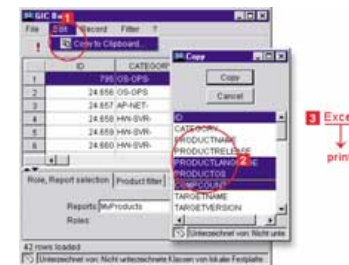 GIC B
1
File Edit Record Filter ?
Copy to Clipboard...
ID CATEGORY
1 795 OS-OPS-
2 24.656 OS-OPS-
3 24.657 AP-NET-
4 24.658 HW-SVR-
5 24.659 HW-SVR-
6 24.660 HW-SVR-
Role, Report selection Product filter
Reports: MyProducts
Roles:
42 rows loaded
Unterzeichnet von: Nicht unterzeichnete Klassen von lokaler Festplatte
Copy
Copy
Cancel
ID
CATEGORY
PRODUCTNAME
PRODUCTRELEASE
PRODUCTLANGUAGE
PRODUCTOS
2
COMPCOUNT
TARGETNAME
TARGETVERSION
Unterzeichnet von: Nicht unte
3 Exce
print